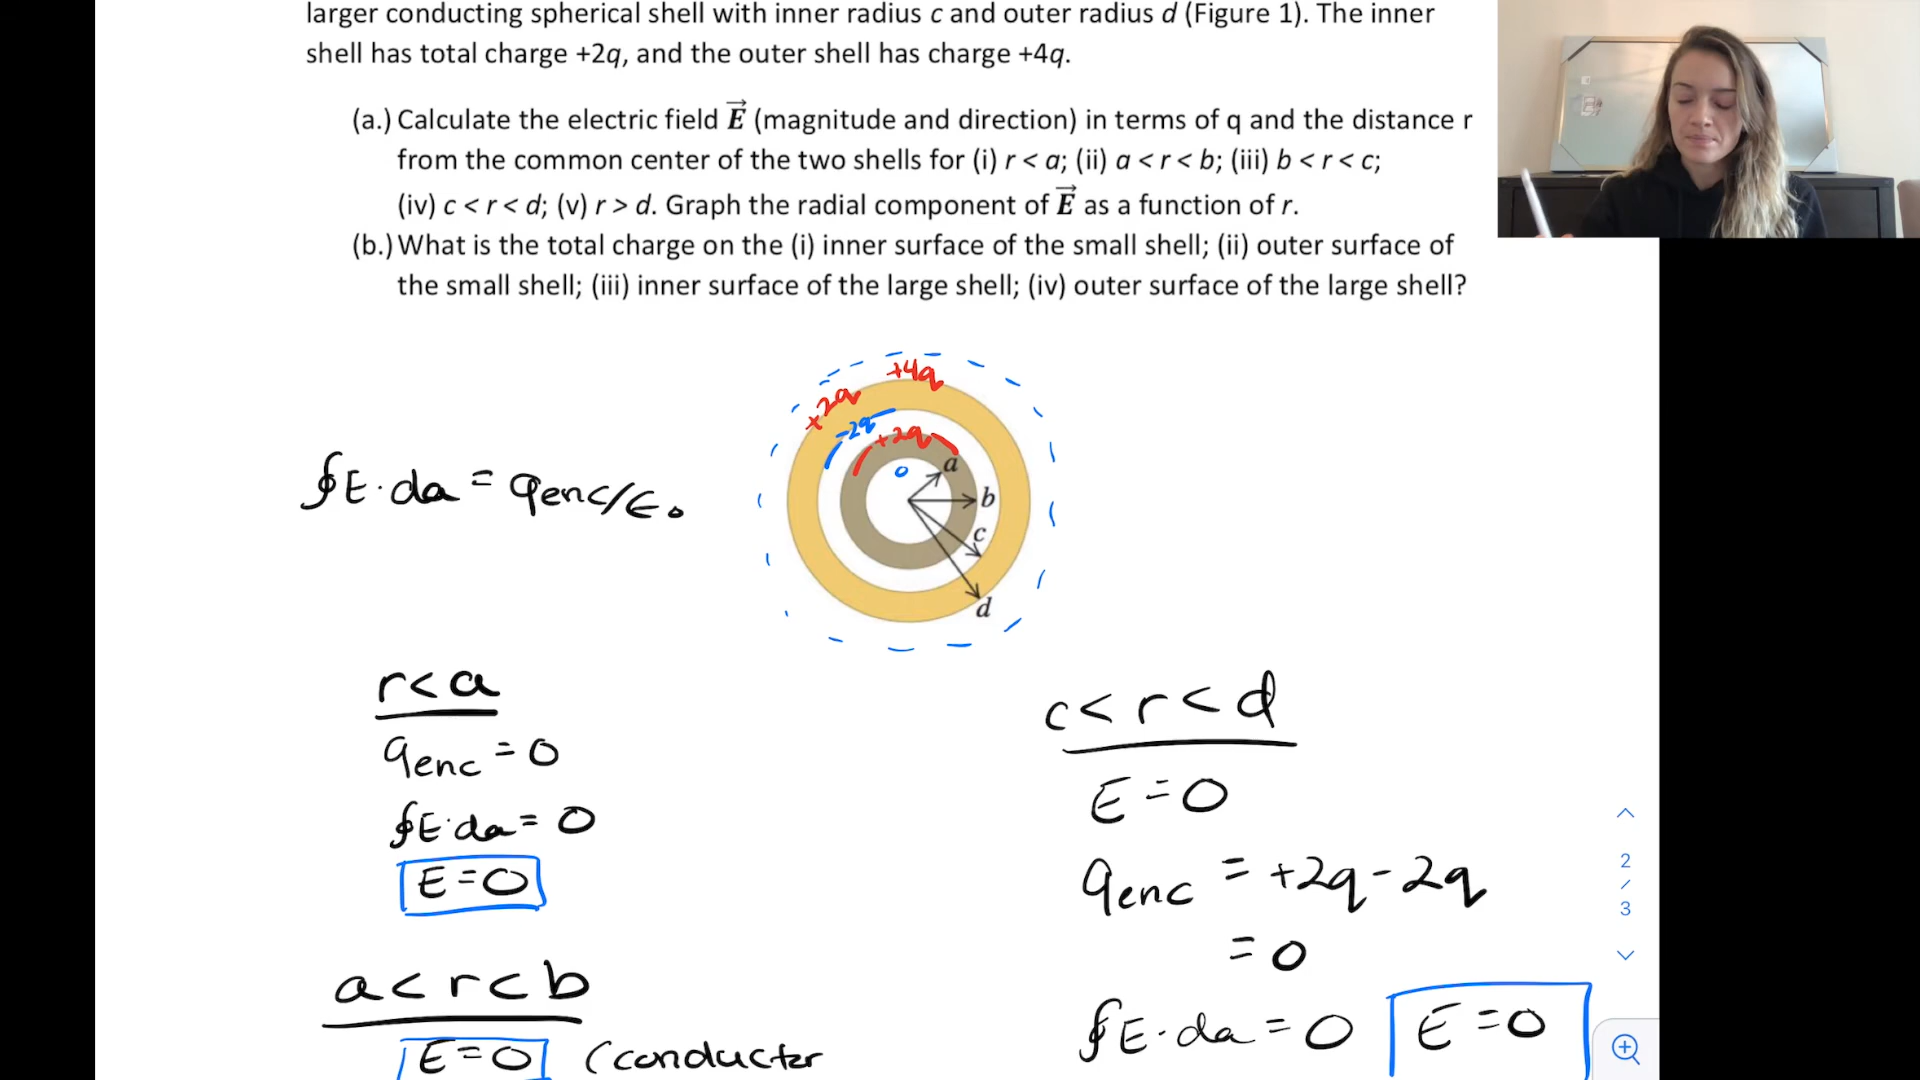 larger conducting spherical shell with inner radius c and outer radius d (Figure 1). The inner
shell has total charge +2q, and the outer shell has charge +4q.
(a.) Calculate the electric field E⃗ (magnitude and direction) in terms of q and the distance r
from the common center of the two shells for (i) r < a; (ii) a < r < b; (iii) b < r < c;
(iv) c < r < d; (v) r > d. Graph the radial component of E⃗ as a function of r.
(b.) What is the total charge on the (i) inner surface of the small shell; (ii) outer surface of
the small shell; (iii) inner surface of the large shell; (iv) outer surface of the large shell?
+4q
+2q
-2q
+2q
0
a
b
c
d
∮E·da = qenc/ε₀
r<a
qenc = 0
∮E·da = 0
E = 0
a<r<b
E = 0 (conductor
c<r<d
E = 0
qenc = +2q-2q
= 0
∮E·da = 0 E = 0
2
/
3